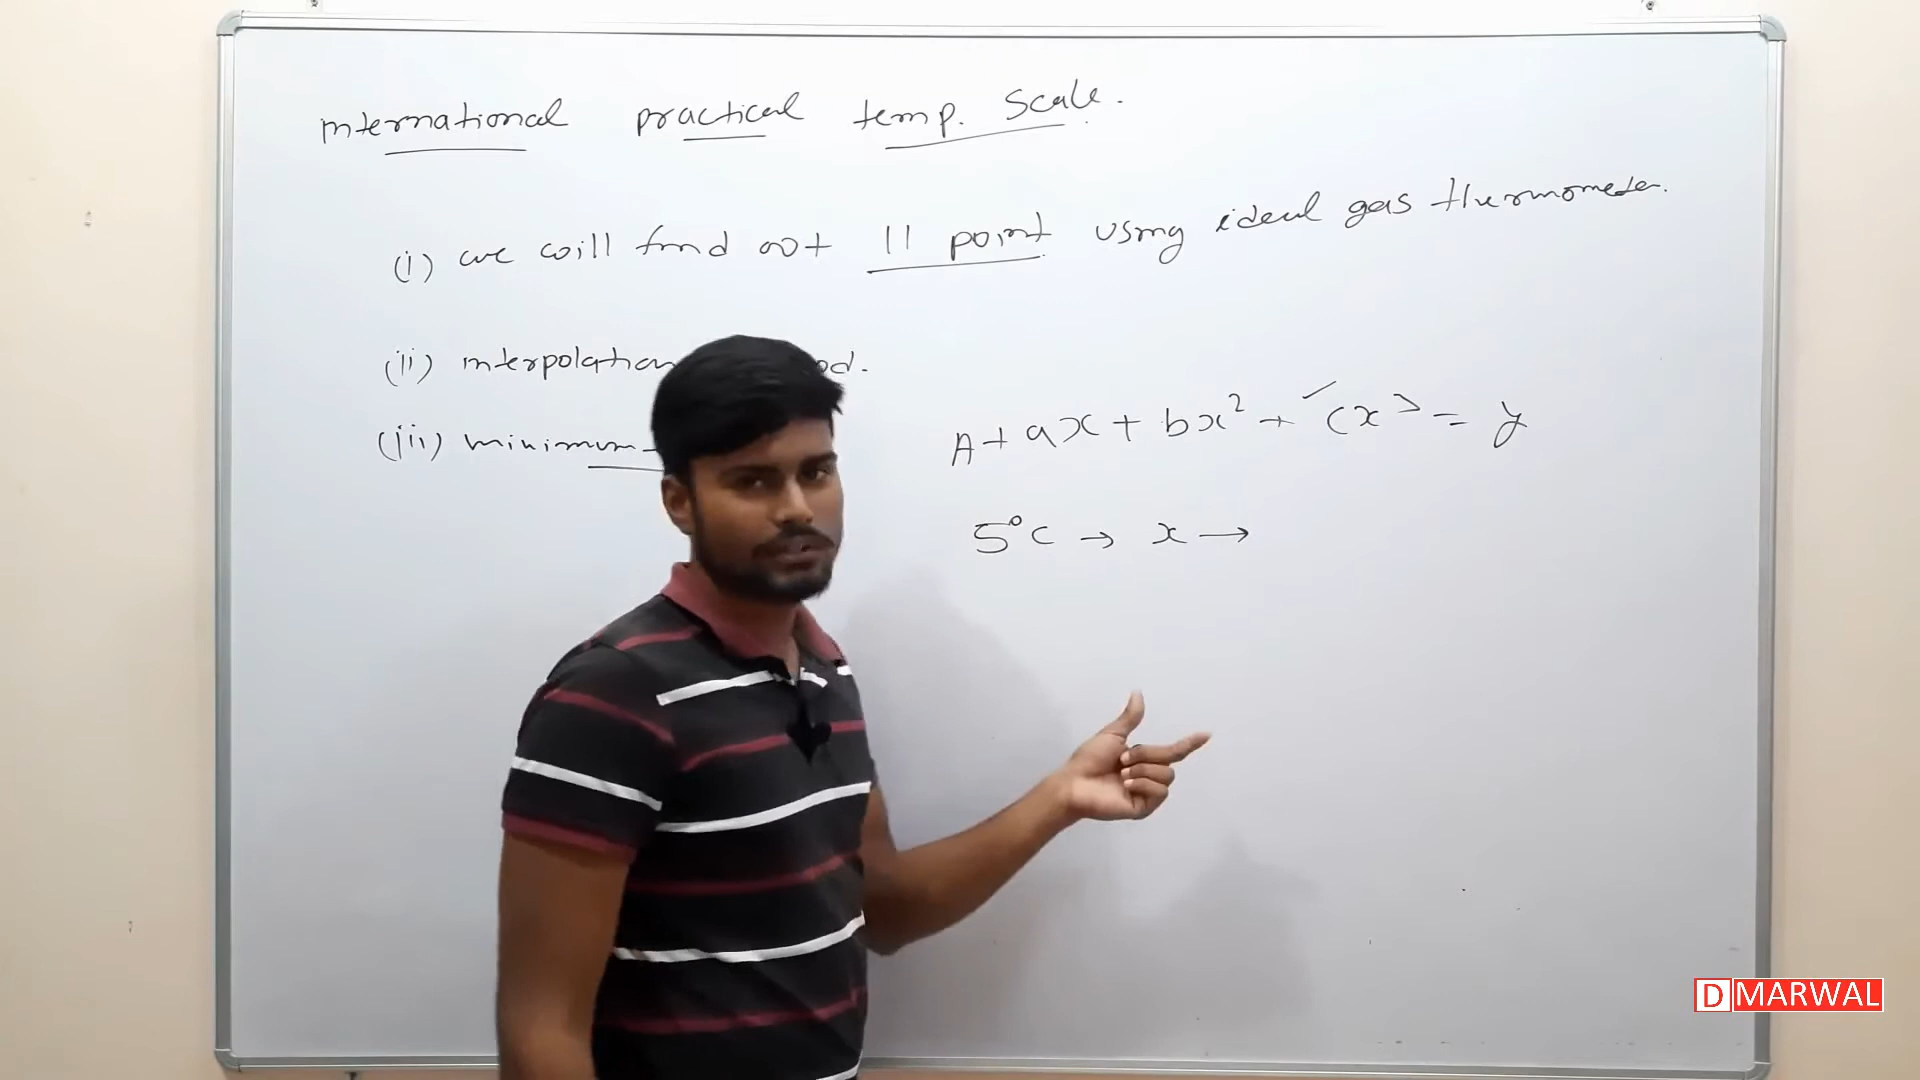 international practical temp. Scale.
(i) we will find out 11 point using ideal gas thermometer.
(ii) interpolation od.
(iii) minimum
A + ax + bx² + cx³ = y
5°C → x →
D MARWAL